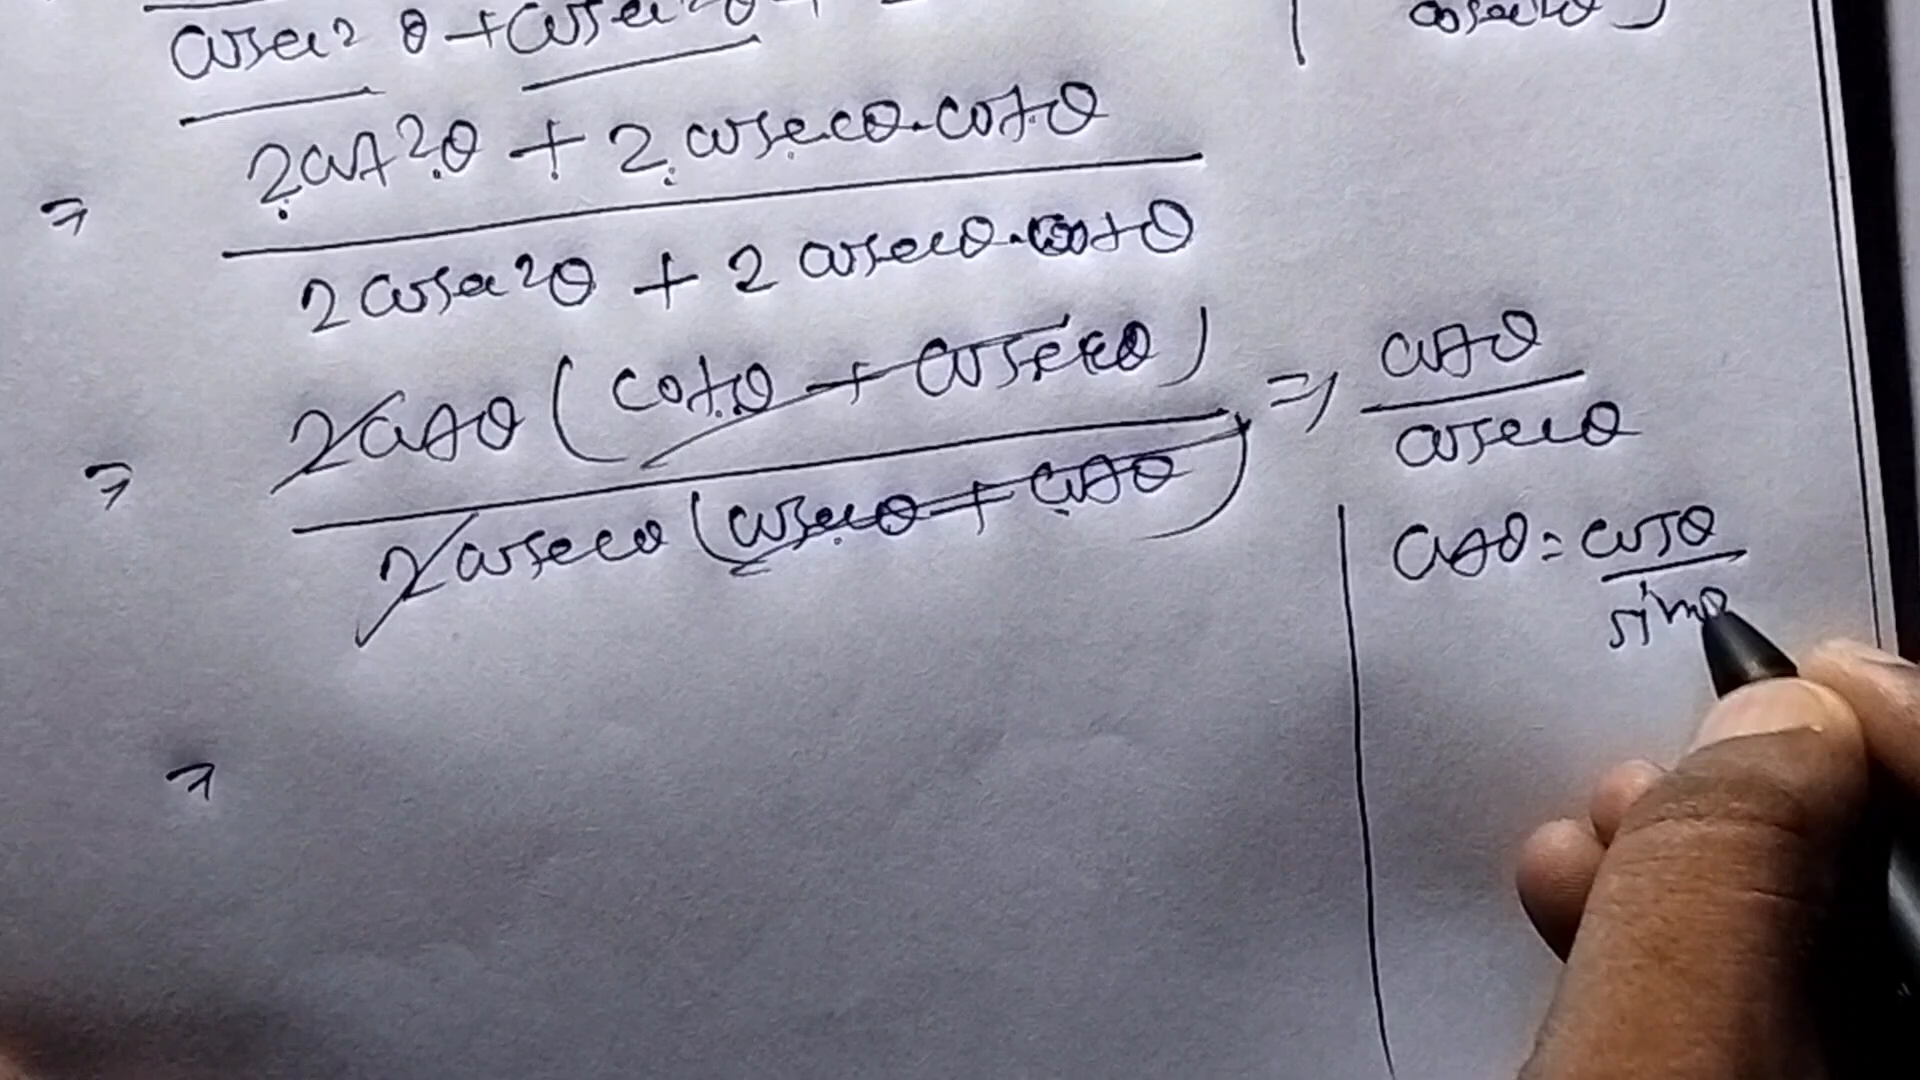 cosec² θ + cosec²θ +
cosec²θ
⇒ 2cot²θ + 2cosecθ.cotθ
2cosec²θ + 2cosecθ.cotθ
⇒ 2cotθ (cotθ + cosecθ) ⇒ cotθ
2cosecθ (cosecθ + cotθ) cosecθ
cotθ = cosθ
sinθ
⇒